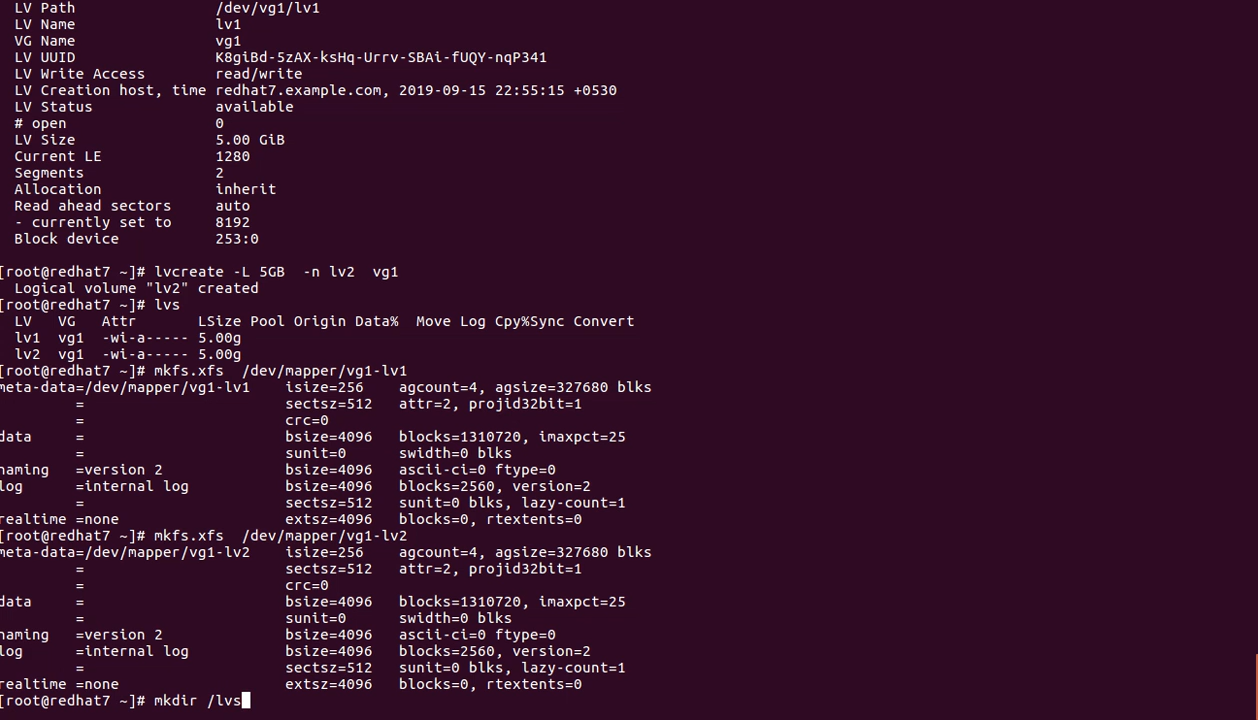 LV Path                /dev/vg1/lv1
LV Name                lv1
VG Name                vg1
LV UUID                K8giBd-5zAX-ksHq-Urrv-SBAi-fUQY-nqP341
LV Write Access        read/write
LV Creation host, time redhat7.example.com, 2019-09-15 22:55:15 +0530
LV Status              available
# open                 0
LV Size                5.00 GiB
Current LE             1280
Segments               2
Allocation             inherit
Read ahead sectors     auto
- currently set to     8192
Block device           253:0
[root@redhat7 ~]# lvcreate -L 5GB  -n lv2  vg1
Logical volume "lv2" created
[root@redhat7 ~]# lvs
LV   VG   Attr       LSize Pool Origin Data%  Move Log Cpy%Sync Convert
lv1  vg1  -wi-a----- 5.00g
lv2  vg1  -wi-a----- 5.00g
[root@redhat7 ~]# mkfs.xfs  /dev/mapper/vg1-lv1
meta-data=/dev/mapper/vg1-lv1    isize=256    agcount=4, agsize=327680 blks
         =                       sectsz=512   attr=2, projid32bit=1
         =                       crc=0
data     =                       bsize=4096   blocks=1310720, imaxpct=25
         =                       sunit=0      swidth=0 blks
naming   =version 2              bsize=4096   ascii-ci=0 ftype=0
log      =internal log           bsize=4096   blocks=2560, version=2
         =                       sectsz=512   sunit=0 blks, lazy-count=1
realtime =none                   extsz=4096   blocks=0, rtextents=0
[root@redhat7 ~]# mkfs.xfs  /dev/mapper/vg1-lv2
meta-data=/dev/mapper/vg1-lv2    isize=256    agcount=4, agsize=327680 blks
         =                       sectsz=512   attr=2, projid32bit=1
         =                       crc=0
data     =                       bsize=4096   blocks=1310720, imaxpct=25
         =                       sunit=0      swidth=0 blks
naming   =version 2              bsize=4096   ascii-ci=0 ftype=0
log      =internal log           bsize=4096   blocks=2560, version=2
         =                       sectsz=512   sunit=0 blks, lazy-count=1
realtime =none                   extsz=4096   blocks=0, rtextents=0
[root@redhat7 ~]# mkdir /lvs